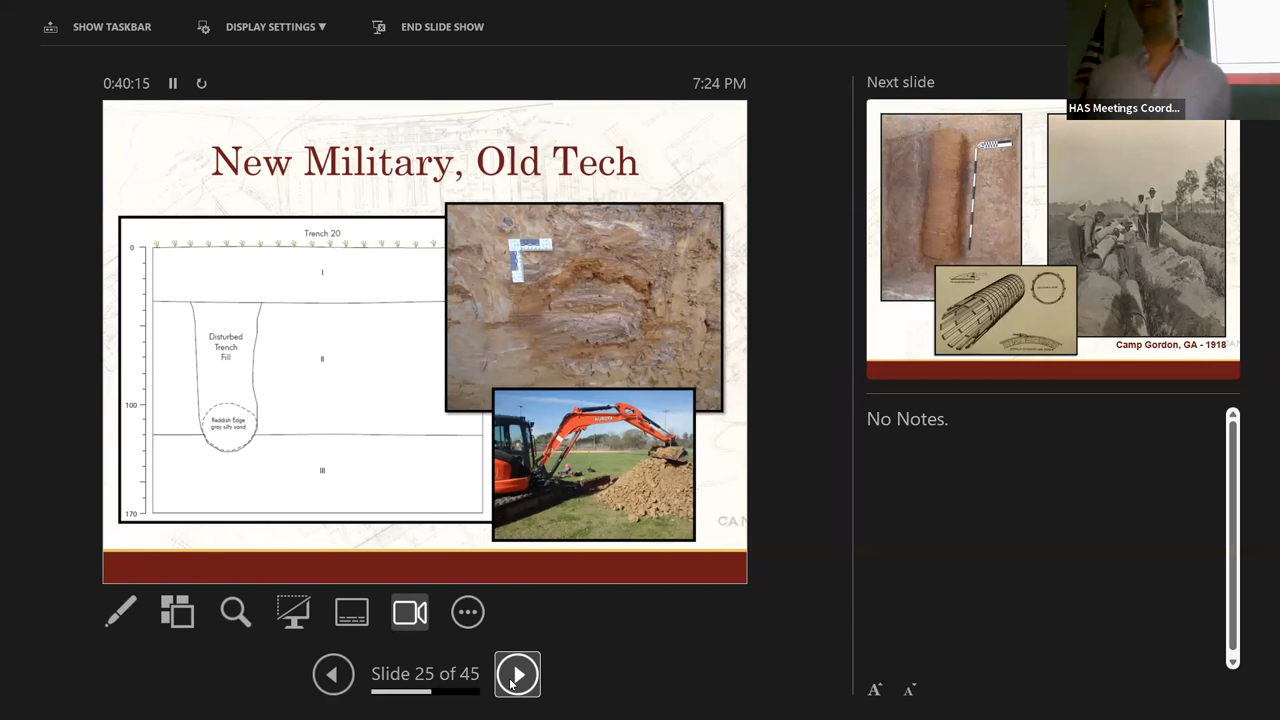 SHOW TASKBAR
DISPLAY SETTINGS ▼
END SLIDE SHOW
0:40:15
7:24 PM
New Military, Old Tech
Trench 20
0
I
Disturbed
Trench
Fill
II
100
Reddish Edge
gray silty sand
III
170
Slide 25 of 45
Next slide
HAS Meetings Coord...
Camp Gordon, GA - 1918
No Notes.
A
A